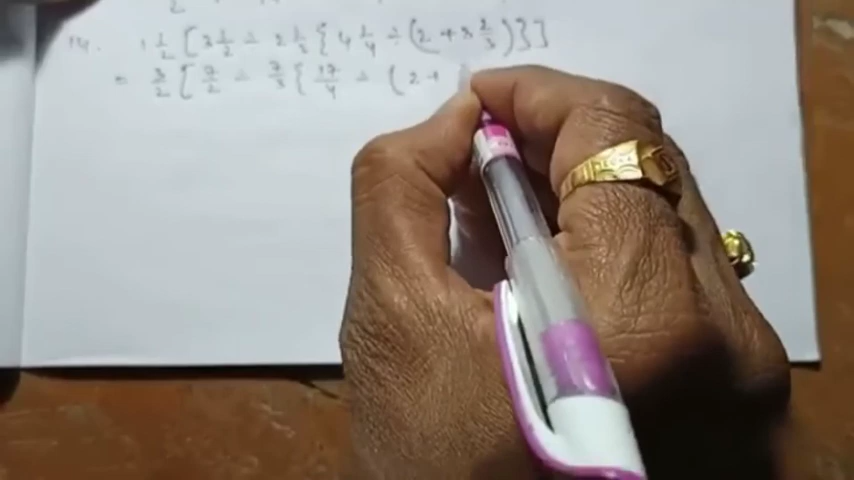 14. 1 1/2 [3 1/2 ÷ 2 1/3 {4 1/4 ÷ (2 + 3 2/3)}]
= 3/2 [7/2 ÷ 7/3 {17/4 ÷ (2 +